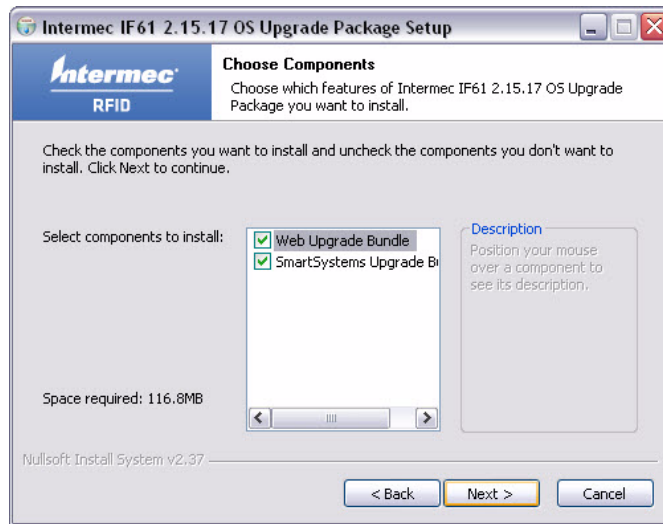 Intermec IF61 2.15.17 OS Upgrade Package Setup
Intermec
RFID
Choose Components
Choose which features of Intermec IF61 2.15.17 OS Upgrade
Package you want to install.
Check the components you want to install and uncheck the components you don't want to
install. Click Next to continue.
Select components to install:
Web Upgrade Bundle
SmartSystems Upgrade
Description
Position your mouse
over a component to
see its description.
Space required: 116.8MB
Nullsoft Install System v2.37
< Back
Next >
Cancel